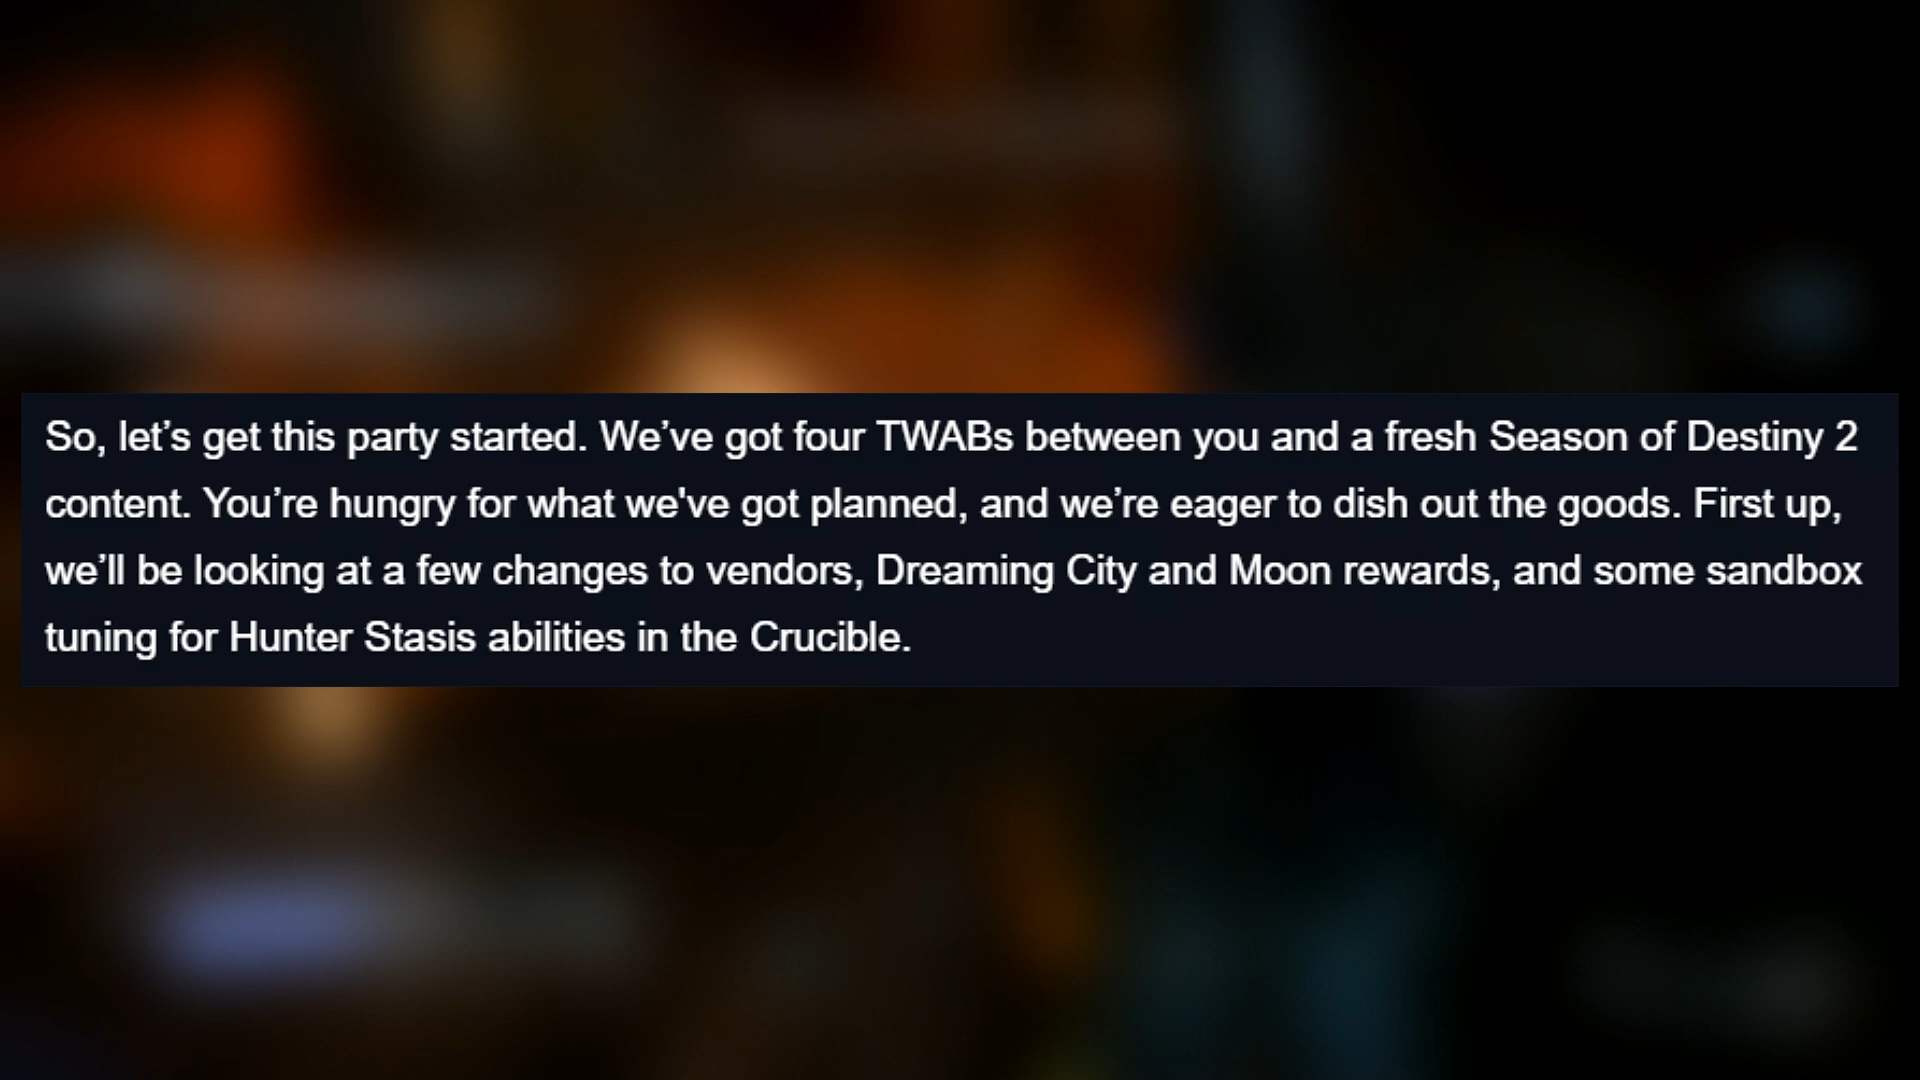 So, let’s get this party started. We’ve got four TWABs between you and a fresh Season of Destiny 2
content. You’re hungry for what we've got planned, and we’re eager to dish out the goods. First up,
we’ll be looking at a few changes to vendors, Dreaming City and Moon rewards, and some sandbox
tuning for Hunter Stasis abilities in the Crucible.